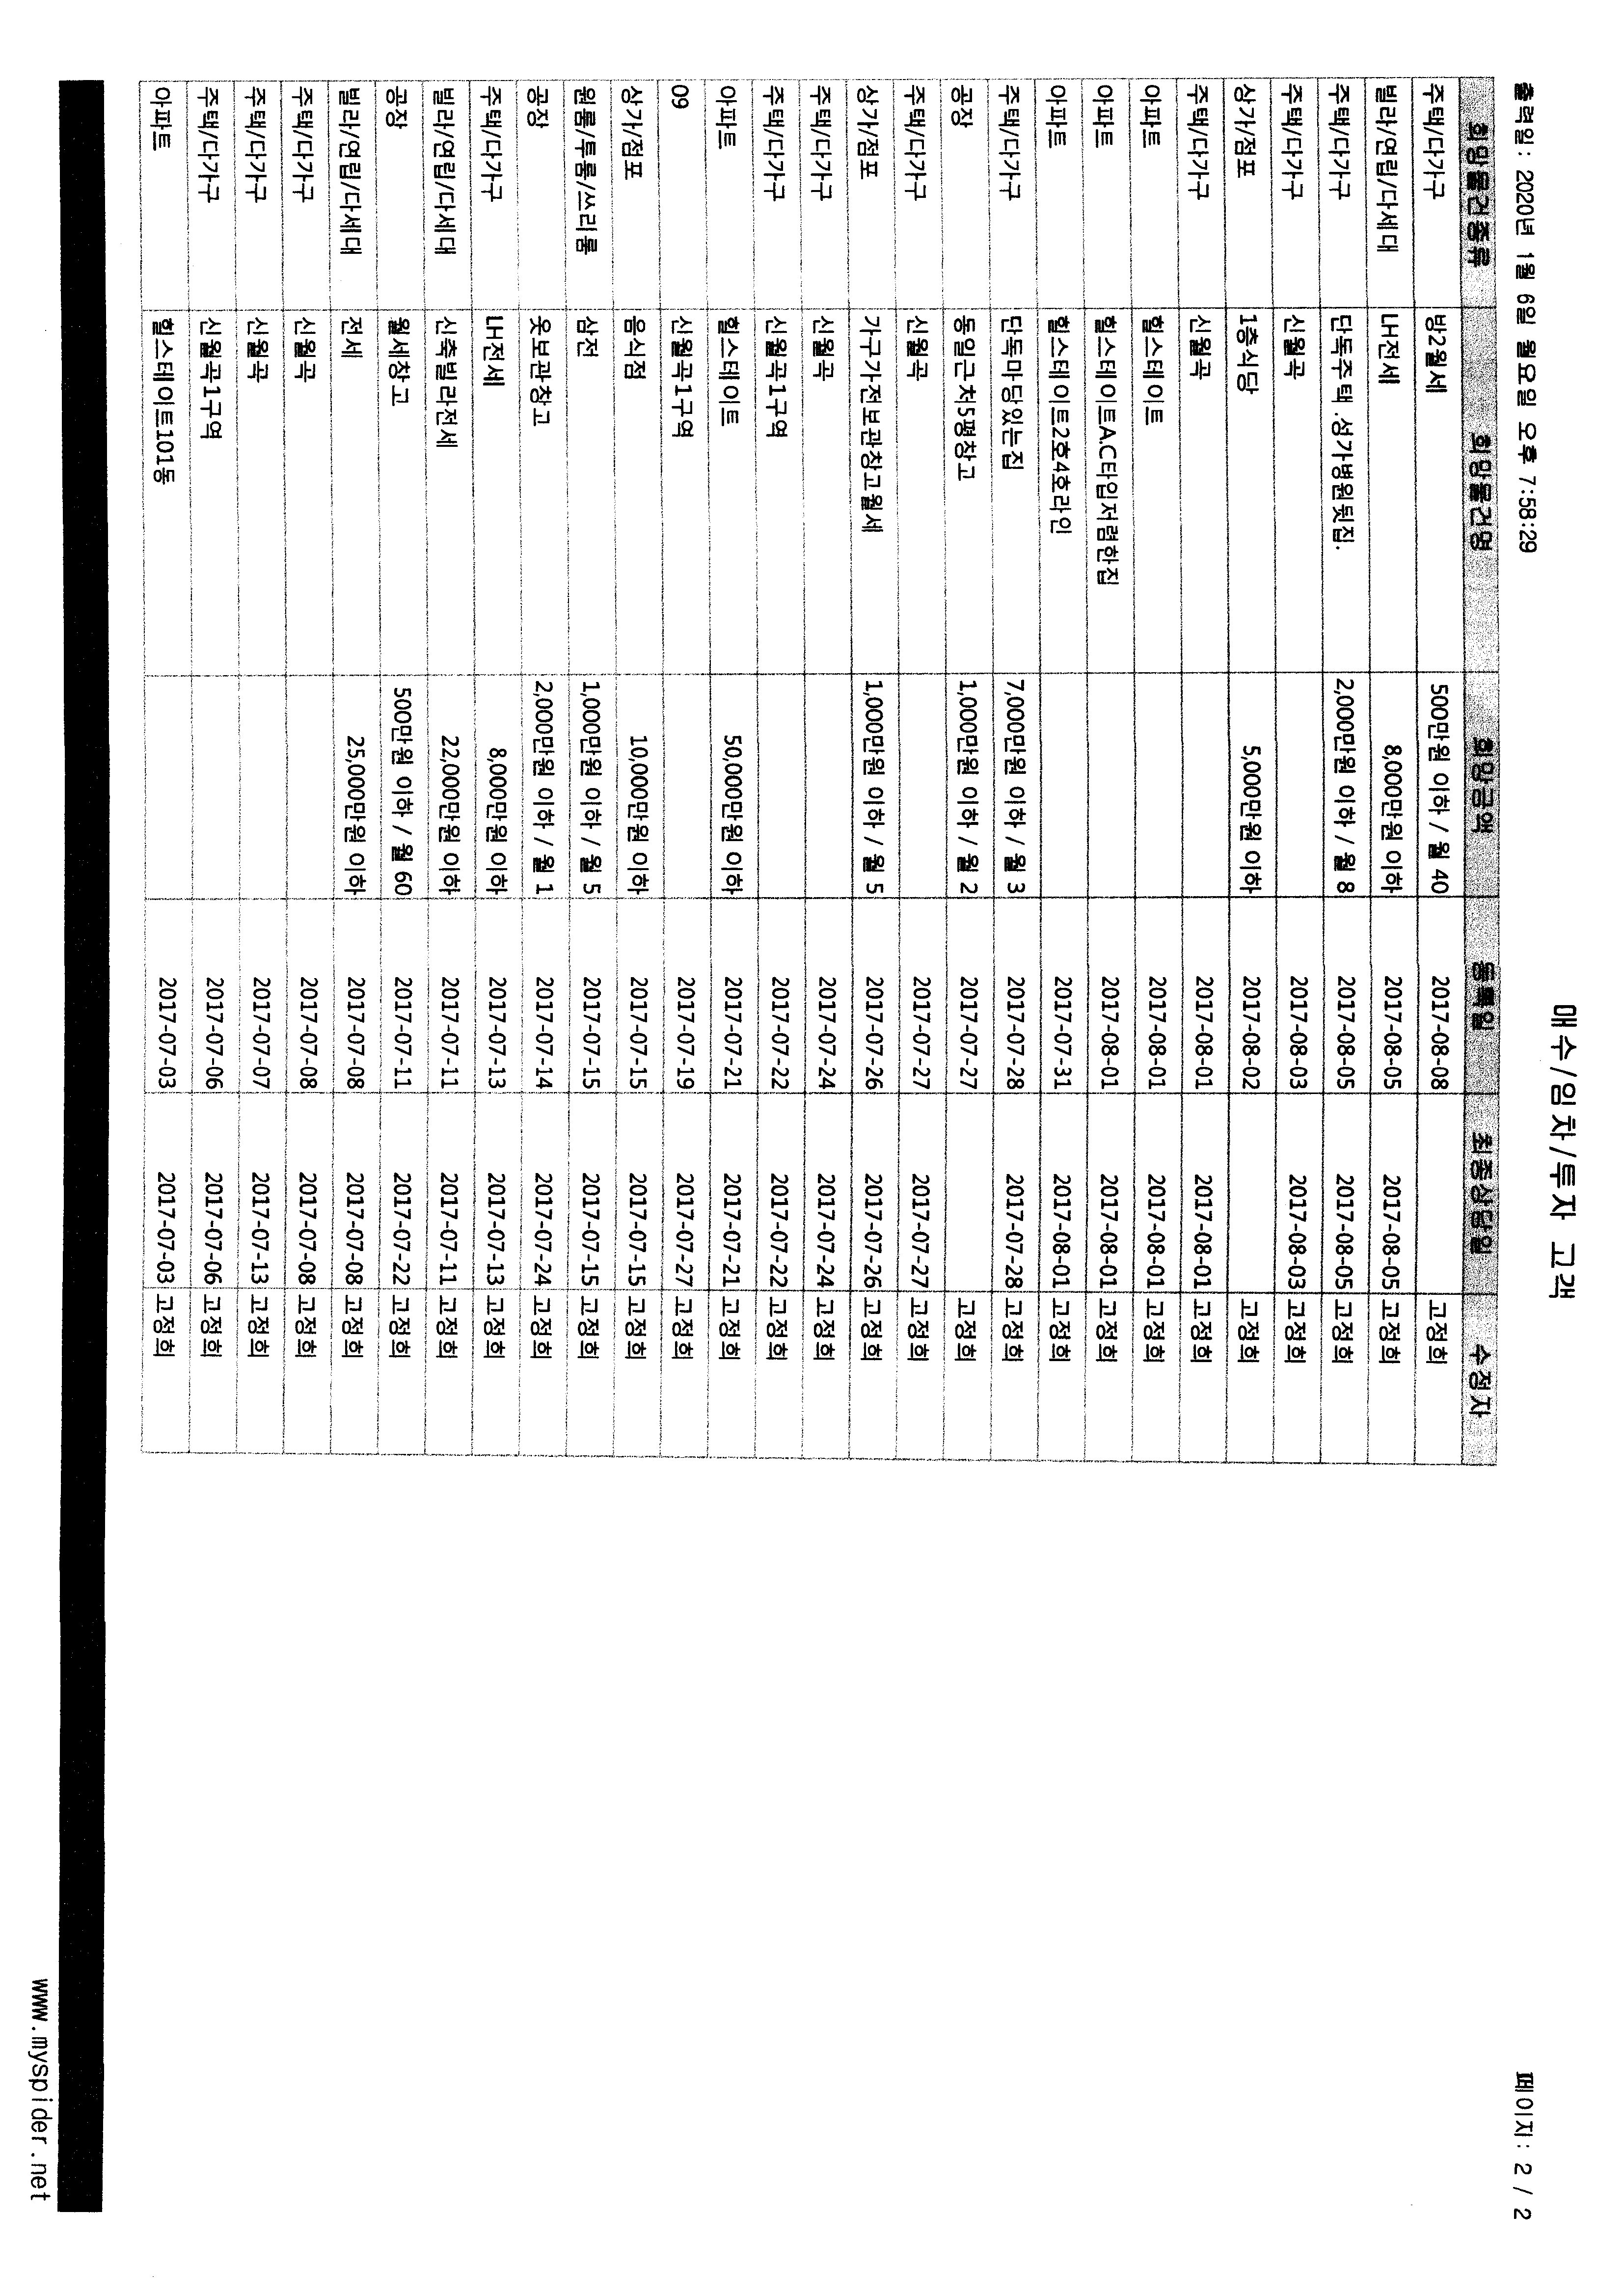 매수/임차/투자 고객
출력일: 2020년 1월 6일 월요일 오후 7:58:29
페이지: 2 / 2
희망물건종류 희망물건명 희망금액 등록일 최종상담일 수정자
주택/다가구 방2월세 500만원 이하 / 월 40 2017-08-08 고정희
빌라/연립/다세대 LH전세 8,000만원 이하 2017-08-05 2017-08-05 고정희
주택/다가구 단독주택 .성가병원뒷집. 2,000만원 이하 / 월 8 2017-08-05 2017-08-05 고정희
주택/다가구 신월곡 2017-08-03 2017-08-03 고정희
상가/점포 1층식당 5,000만원 이하 2017-08-02 고정희
주택/다가구 신월곡 2017-08-01 2017-08-01 고정희
아파트 힐스테이트 2017-08-01 2017-08-01 고정희
아파트 힐스테이트A.C타입저렴한집 2017-08-01 2017-08-01 고정희
아파트 힐스테이트2호4호라인 2017-07-31 2017-08-01 고정희
주택/다가구 단독마당있는집 7,000만원 이하 / 월 3 2017-07-28 2017-07-28 고정희
공장 동일근처5평창고 1,000만원 이하 / 월 2 2017-07-27 고정희
주택/다가구 신월곡 2017-07-27 2017-07-27 고정희
상가/점포 가구가전보관창고월세 1,000만원 이하 / 월 5 2017-07-26 2017-07-26 고정희
주택/다가구 신월곡 2017-07-24 2017-07-24 고정희
주택/다가구 신월곡1구역 2017-07-22 2017-07-22 고정희
아파트 힐스테이트 50,000만원 이하 2017-07-21 2017-07-21 고정희
09 신월곡1구역 2017-07-19 2017-07-27 고정희
상가/점포 음식점 10,000만원 이하 2017-07-15 2017-07-15 고정희
원룸/투룸/쓰리룸 삼전 1,000만원 이하 / 월 5 2017-07-15 2017-07-15 고정희
공장 옷보관창고 2,000만원 이하 / 월 1 2017-07-14 2017-07-24 고정희
주택/다가구 LH전세 8,000만원 이하 2017-07-13 2017-07-13 고정희
빌라/연립/다세대 신축빌라전세 22,000만원 이하 2017-07-11 2017-07-11 고정희
공장 월세창고 500만원 이하 / 월 60 2017-07-11 2017-07-22 고정희
빌라/연립/다세대 전세 25,000만원 이하 2017-07-08 2017-07-08 고정희
주택/다가구 신월곡 2017-07-08 2017-07-08 고정희
주택/다가구 신월곡 2017-07-07 2017-07-13 고정희
주택/다가구 신월곡1구역 2017-07-06 2017-07-06 고정희
아파트 힐스테이트101동 2017-07-03 2017-07-03 고정희
www.myspider.net